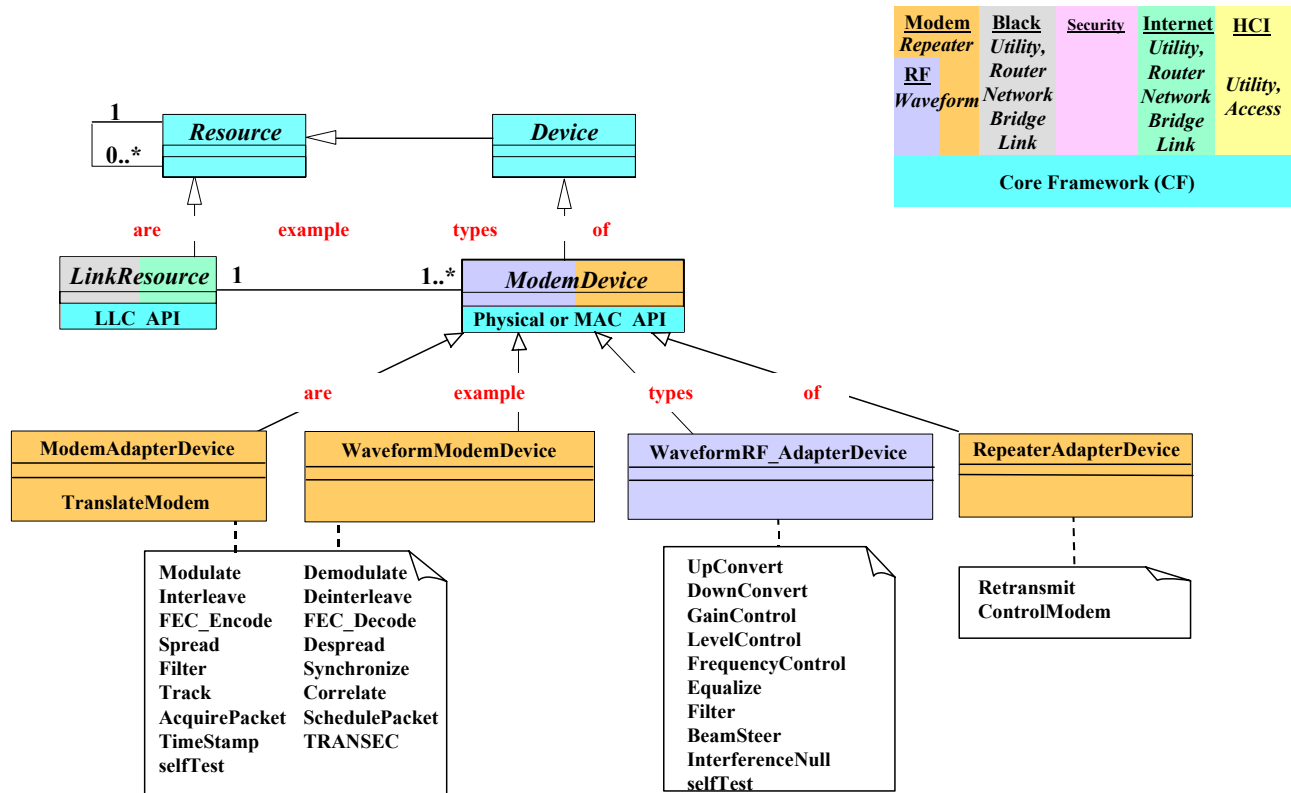 Modem Black Security Internet HCI
Repeater Utility, Utility,
RF Router Router Utility,
Waveform Network Network Access
Bridge Bridge
Link Link
Core Framework (CF)
1
Resource Device
0..*
are example types of
LinkResource 1 1..* ModemDevice
LLC API Physical or MAC API
are example types of
ModemAdapterDevice WaveformModemDevice WaveformRF_AdapterDevice RepeaterAdapterDevice
TranslateModem
Modulate Demodulate
Interleave Deinterleave
FEC_Encode FEC_Decode
Spread Despread
Filter Synchronize
Track Correlate
AcquirePacket SchedulePacket
TimeStamp TRANSEC
selfTest
UpConvert
DownConvert
GainControl
LevelControl
FrequencyControl
Equalize
Filter
BeamSteer
InterferenceNull
selfTest
Retransmit
ControlModem